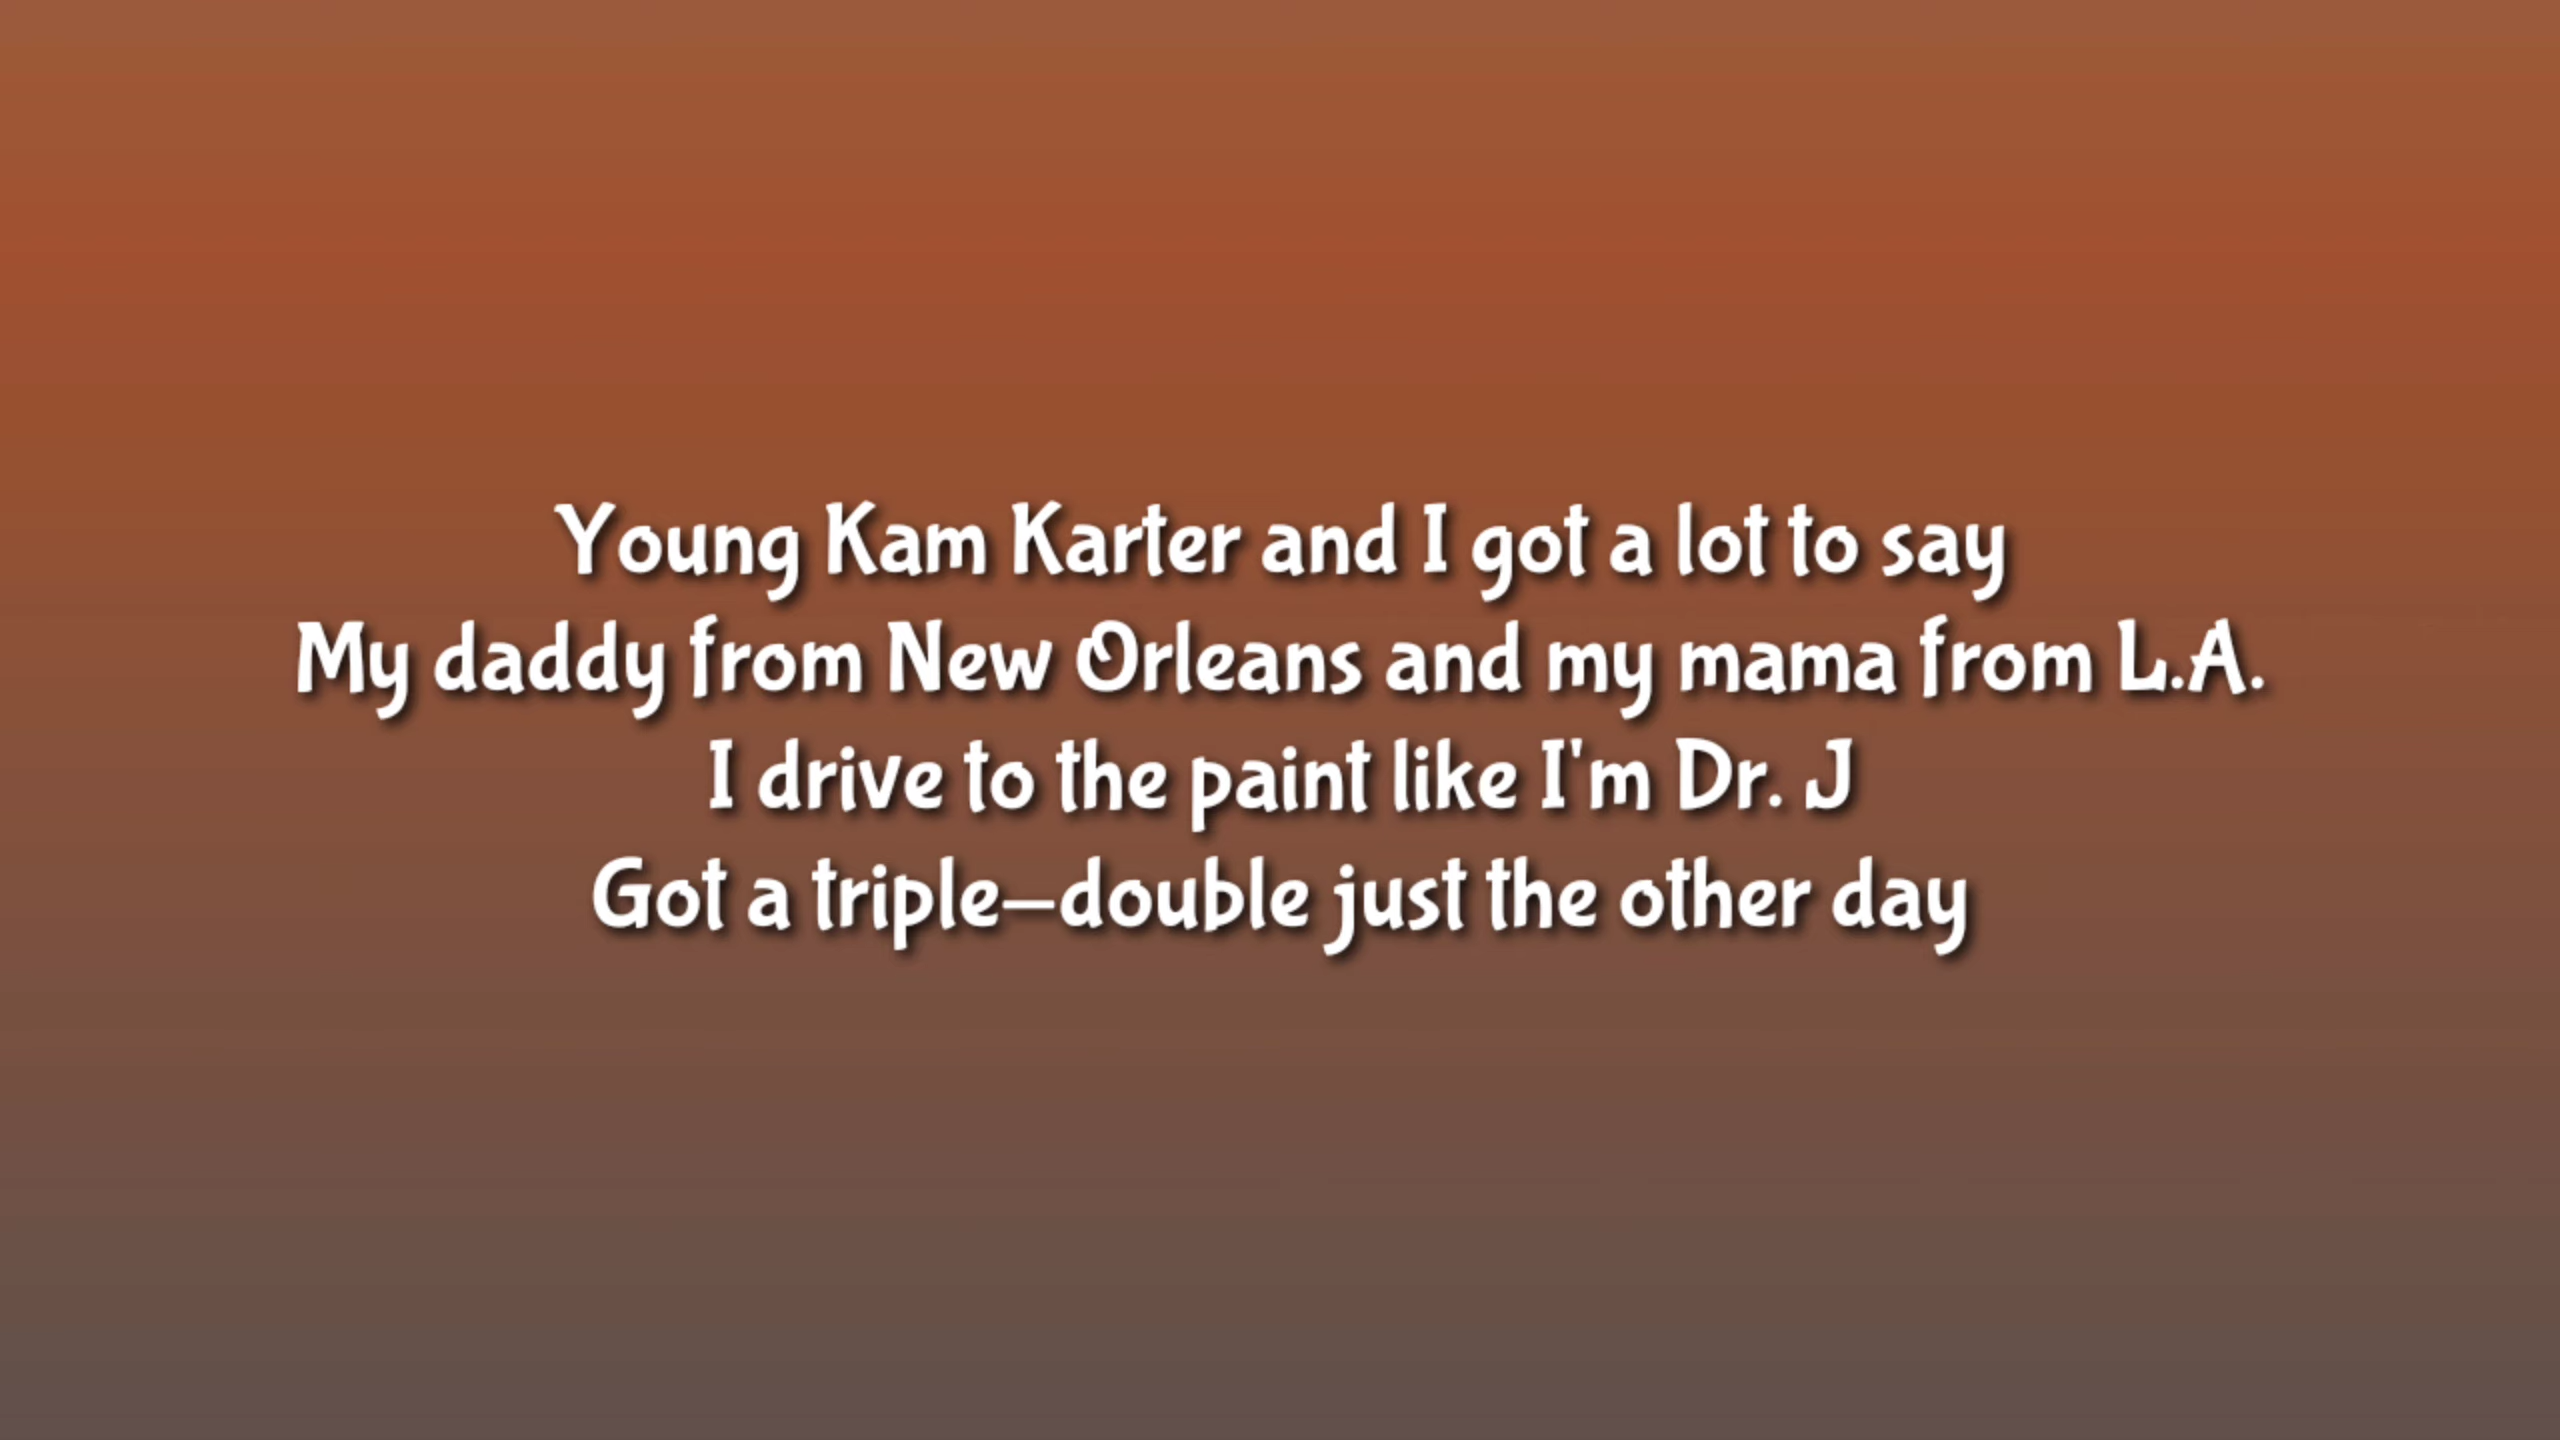 Young Kam Karter and I got a lot to say
My daddy from New Orleans and my mama from L.A.
I drive to the paint like I'm Dr. J
Got a triple–double just the other day